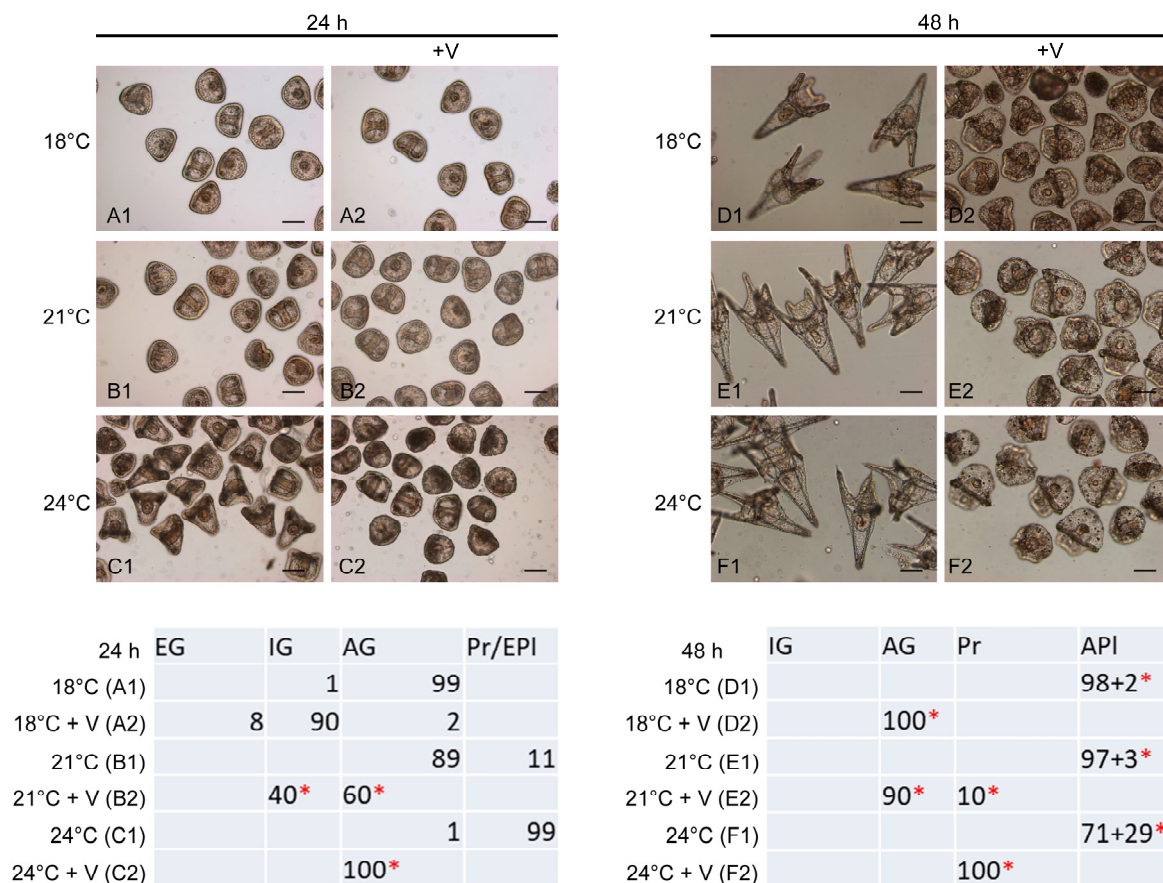 24 h
48 h
+V
+V
18°C
A1
A2
18°C
D1
D2
21°C
B1
B2
21°C
E1
E2
24°C
C1
C2
24°C
F1
F2
24 h EG IG AG Pr/EPl
18°C (A1) 1 99
18°C + V (A2) 8 90 2
21°C (B1) 89 11
21°C + V (B2) 40* 60*
24°C (C1) 1 99
24°C + V (C2) 100*
48 h IG AG Pr APl
18°C (D1) 98+2*
18°C + V (D2) 100*
21°C (E1) 97+3*
21°C + V (E2) 90* 10*
24°C (F1) 71+29*
24°C + V (F2) 100*